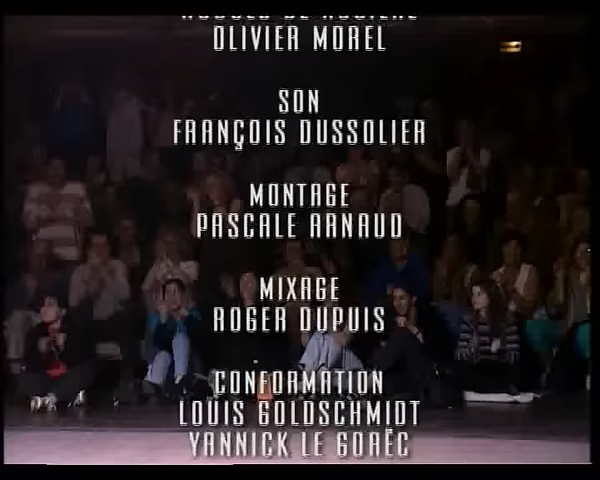 OLIVIER MOREL
SON
FRANÇOIS DUSSOLIER
MONTAGE
PASCALE ARNAUD
MIXAGE
ROGER DUPUIS
CONFORMATION
LOUIS GOLDSCHMIDT
YANNICK LE GOAËC